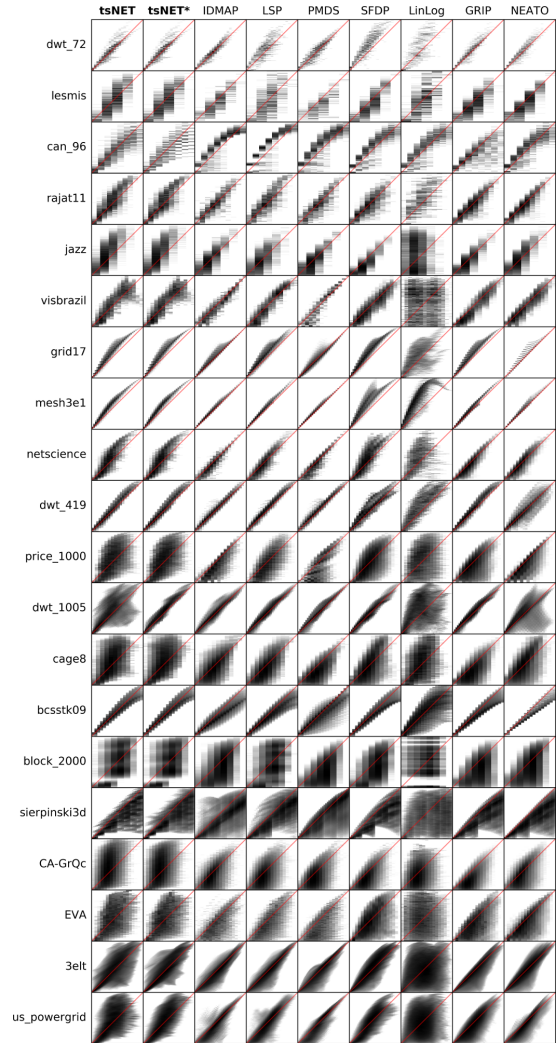 tsNET tsNET* IDMAP LSP PMDS SFDP LinLog GRIP NEATO
dwt_72
lesmis
can_96
rajat11
jazz
visbrazil
grid17
mesh3e1
netscience
dwt_419
price_1000
dwt_1005
cage8
bcsstk09
block_2000
sierpinski3d
CA-GrQc
EVA
3elt
us_powergrid